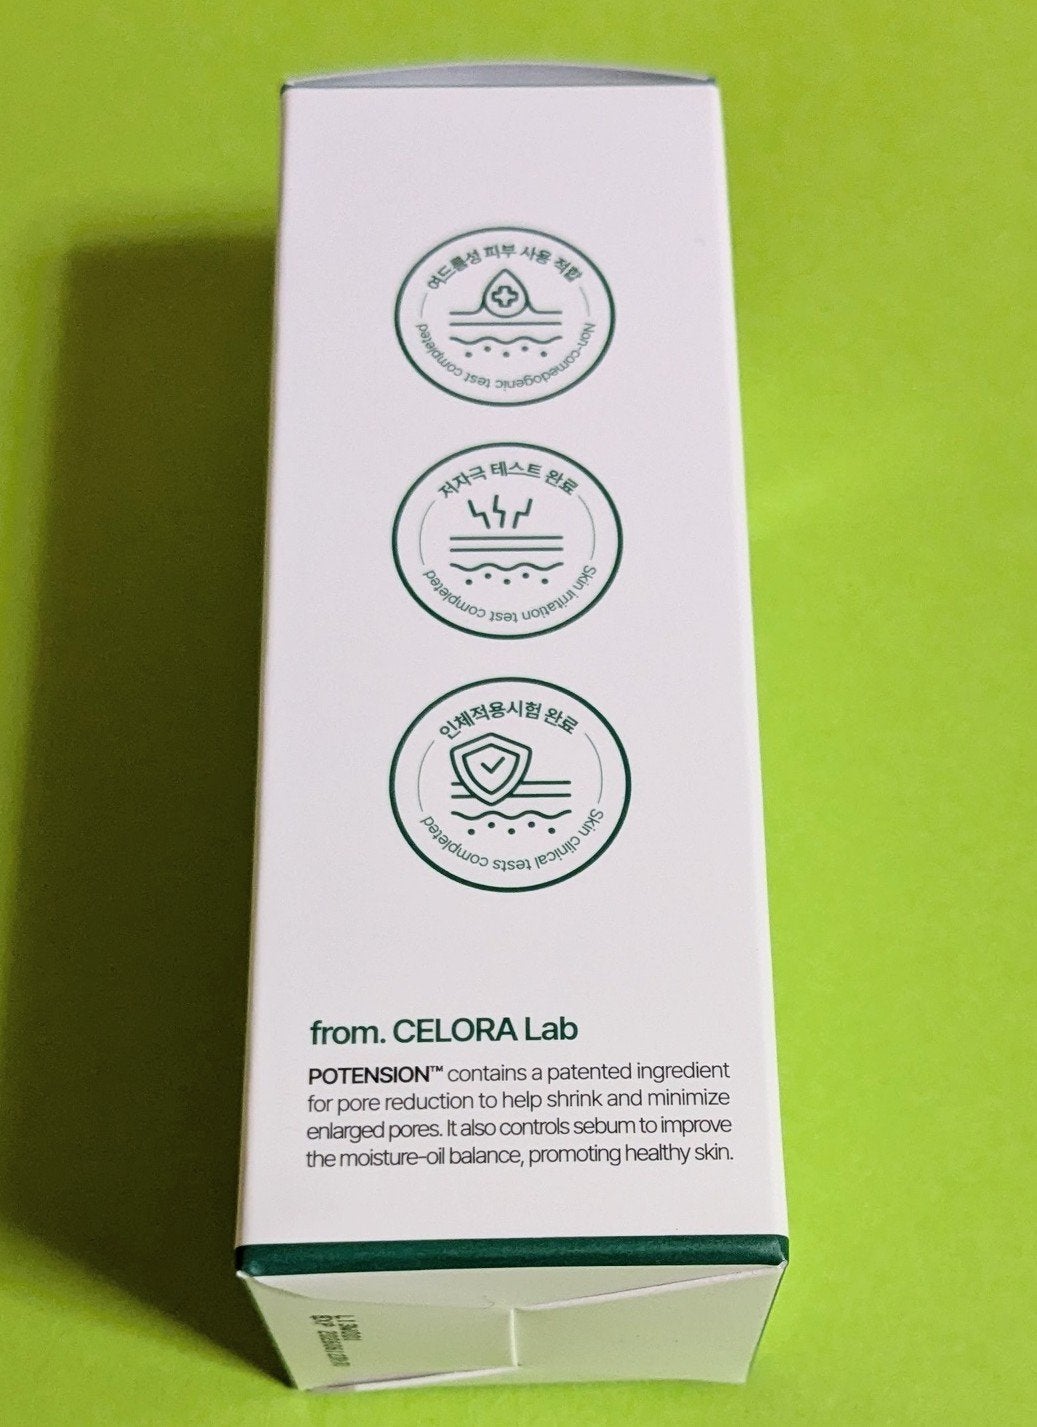 여드름성 피부 사용 적합
Non-comedogenic test completed
저자극 테스트 완료
Skin irritation test completed
인체적용시험 완료
Skin clinical tests completed
from. CELORA Lab
POTENSION™ contains a patented ingredient
for pore reduction to help shrink and minimize
enlarged pores. It also controls sebum to improve
the moisture-oil balance, promoting healthy skin.
EXP